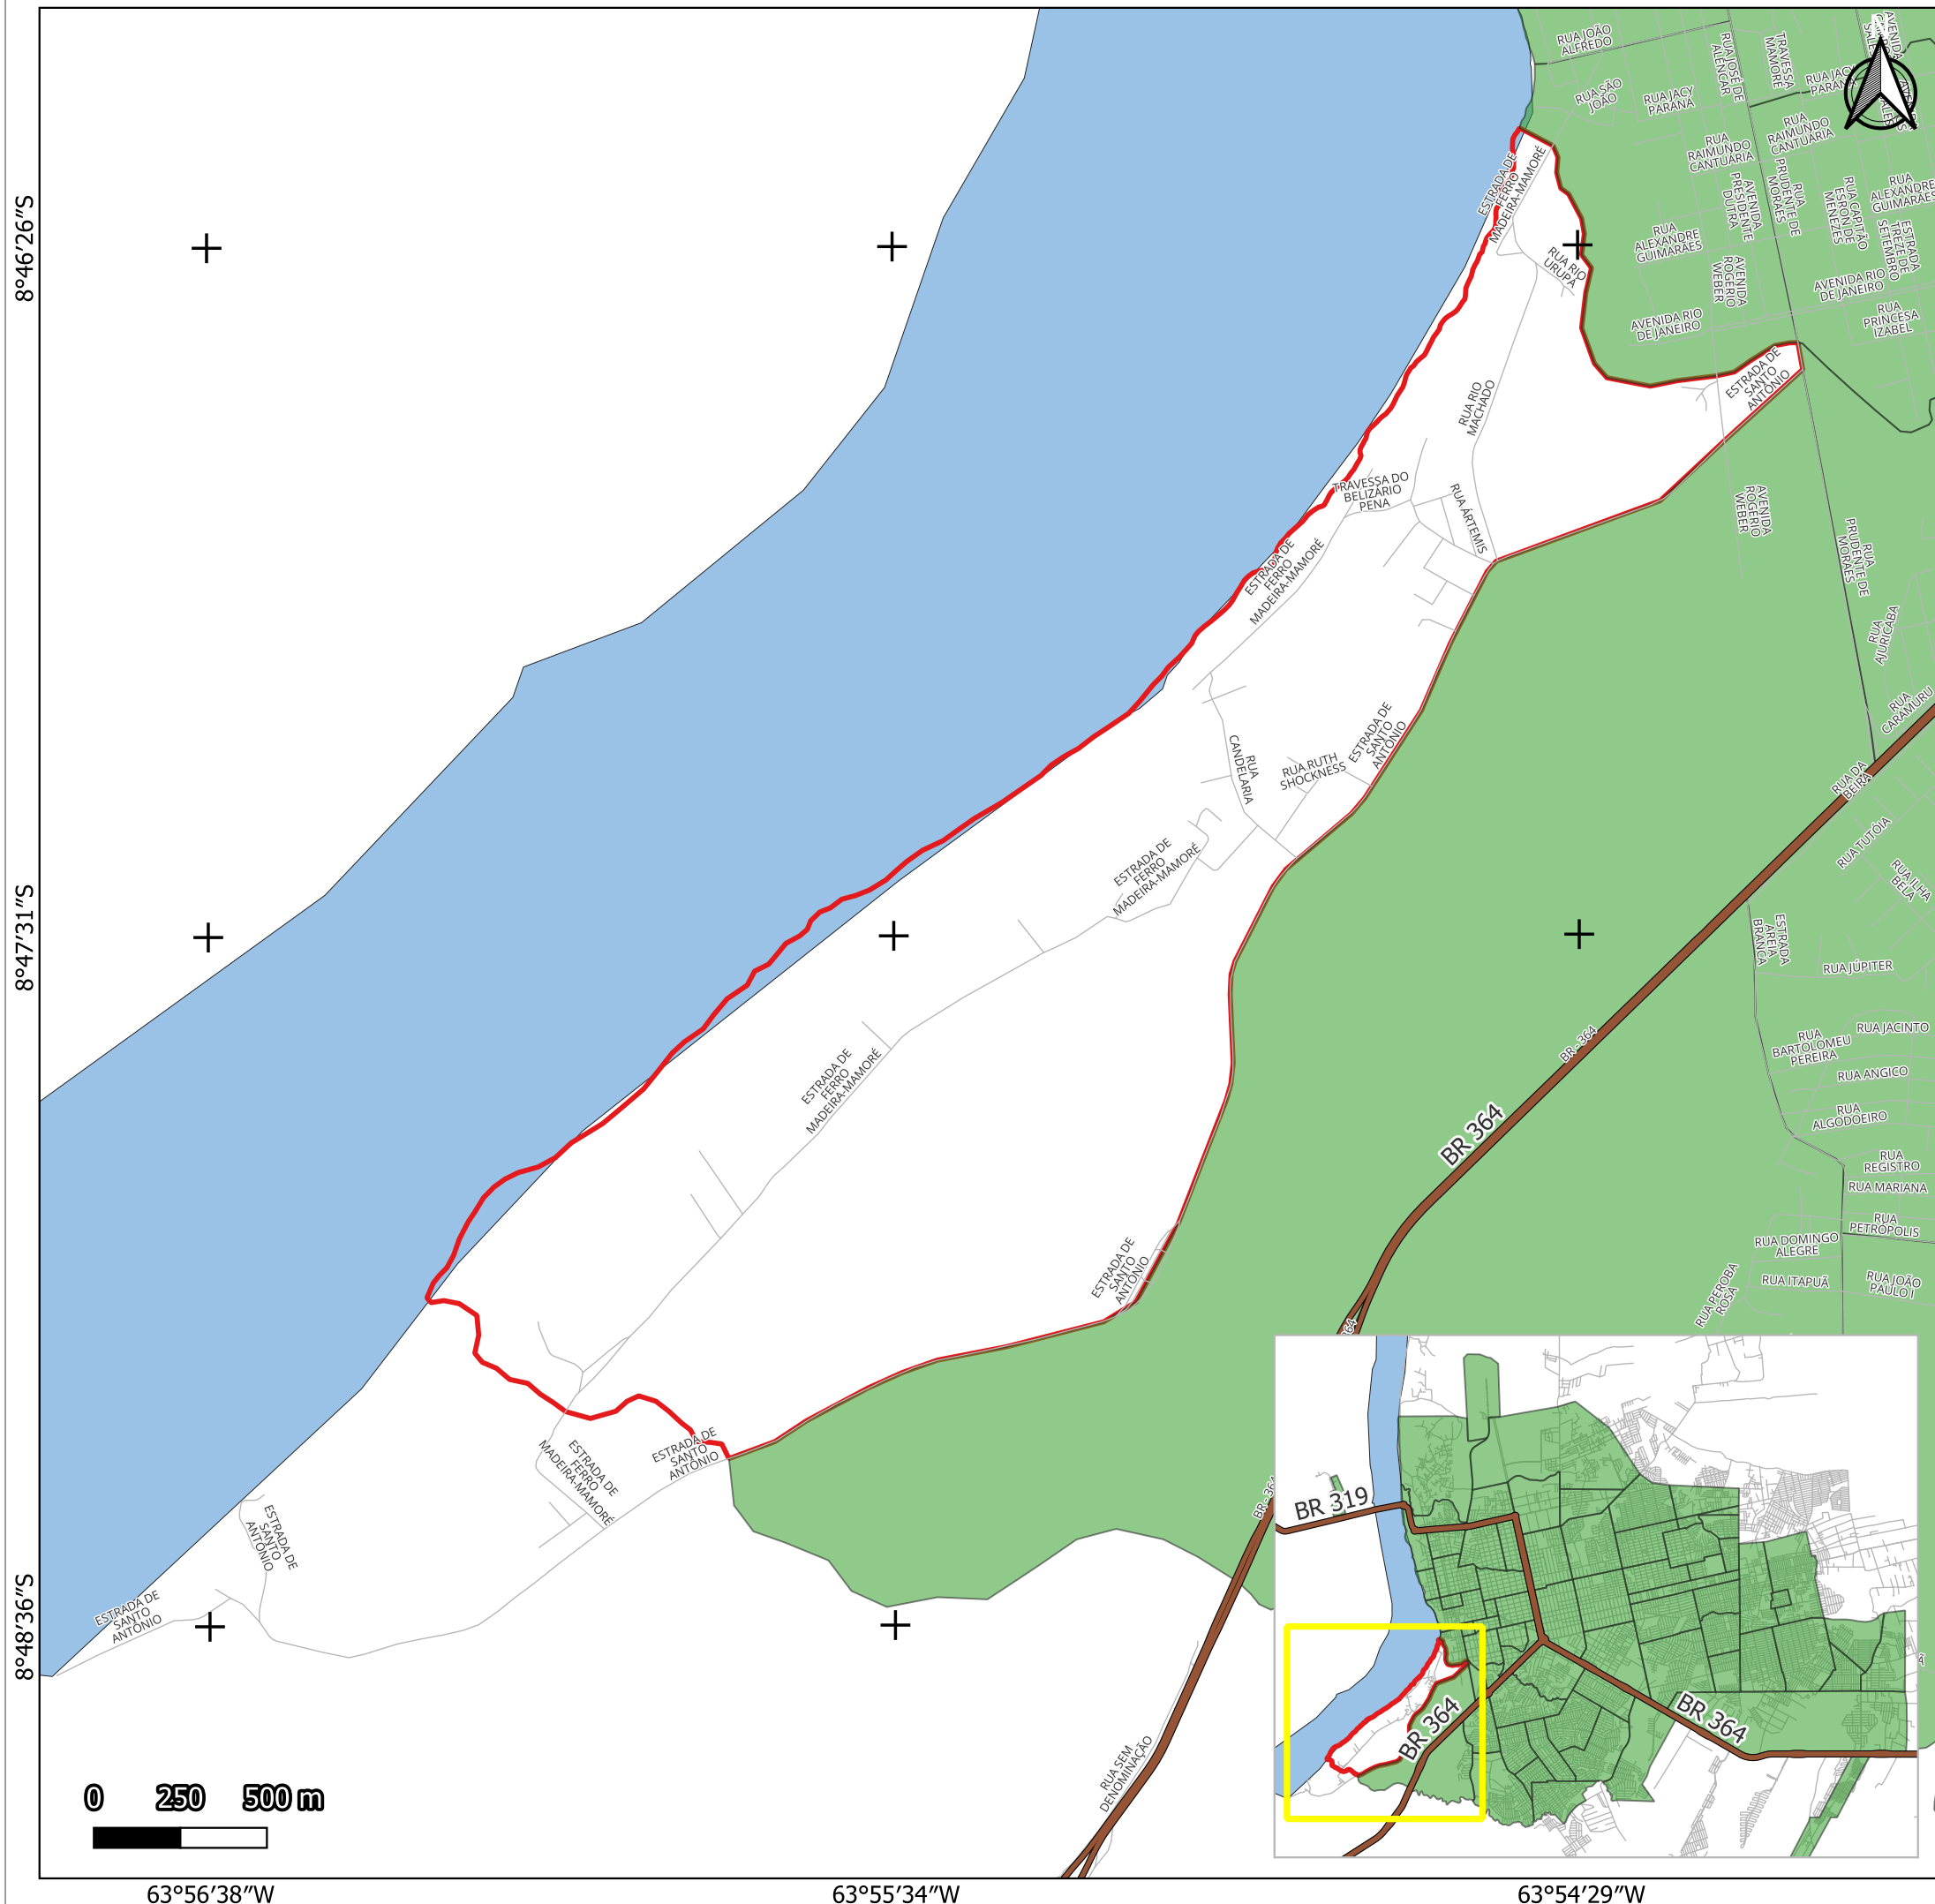 RUA JOÃO
ALFREDO
RUA SÃO
JOÃO
RUA JACY
PARANÁ
RUA JOSÉ DE
ALENCAR
TRAVESSA
MAMORÉ
RUA JACY
PARANÁ
RUA
RAIMUNDO
CANTUÁRIA
RUA
RAIMUNDO
CANTUÁRIA
AVENIDA
PRESIDENTE
DUTRA
RUA
PRUDENTE DE
MORAES
RUA CAPITÃO
ESRON DE
MENEZES
RUA
ALEXANDRE
GUIMARÃES
RUA
ALEXANDRE
GUIMARÃES
ESTRADA
TREZE DE
SETEMBRO
AVENIDA
ROGÉRIO
WEBER
AVENIDA RIO
DE JANEIRO
AVENIDA RIO
DE JANEIRO
RUA
PRINCESA
IZABEL
ESTRADA DE
FERRO
MADEIRA-MAMORÉ
RUA RIO
URUPÁ
8°46′26″S
ESTRADA DE
SANTO
ANTÔNIO
RUA RIO
MACHADO
TRAVESSA DO
BELIZÁRIO
PENA
RUA ÁRTEMIS
AVENIDA
ROGÉRIO
WEBER
RUA
PRUDENTE DE
MORAES
ESTRADA DE
FERRO
MADEIRA-MAMORÉ
RUA
AJURICABA
RUA
CARAMURU
ESTRADA DE
SANTO
ANTÔNIO
RUA
CANDELÁRIA
RUA RUTH
SHOCKNESS
RUA DA
BEIRA
RUA TUTÓIA
RUA ILHA
BELA
ESTRADA DE
FERRO
MADEIRA-MAMORÉ
8°47′31″S
ESTRADA
AREIA
BRANCA
RUA JÚPITER
BR - 364
RUA JACINTO
RUA
BARTOLOMEU
PEREIRA
RUA ANGICO
RUA
ALGODOEIRO
ESTRADA DE
FERRO
MADEIRA-MAMORÉ
BR 364
RUA
REGISTRO
RUA MARIANA
RUA
PETRÓPOLIS
RUA DOMINGO
ALEGRE
RUA ITAPUÃ
RUA JOÃO
PAULO I
RUA PEROBA
ROSA
ESTRADA DE
SANTO
ANTÔNIO
ESTRADA DE
SANTO
ANTÔNIO
ESTRADA DE
FERRO
MADEIRA-MAMORÉ
BR 319
ESTRADA DE
SANTO
ANTÔNIO
ESTRADA DE
SANTO
ANTÔNIO
8°48′36″S
BR 364
BR 364
RUA SEM
DENOMINAÇÃO
0 250 500 m
63°56′38″W 63°55′34″W 63°54′29″W